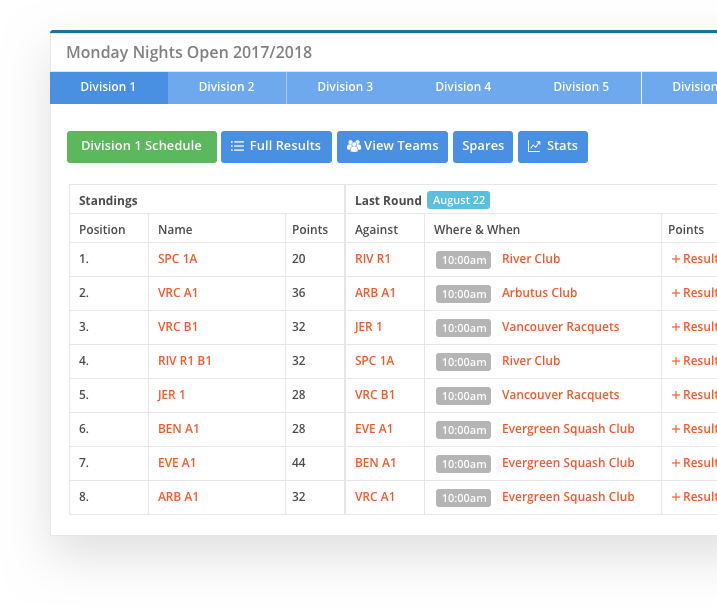 Monday Nights Open 2017/2018
Division 1 Division 2 Division 3 Division 4 Division 5 Division
Division 1 Schedule Full Results View Teams Spares Stats
Standings Last Round August 22
Position Name Points Against Where & When Points
1. SPC 1A 20 RIV R1 10:00am River Club + Result
2. VRC A1 36 ARB A1 10:00am Arbutus Club + Result
3. VRC B1 32 JER 1 10:00am Vancouver Racquets + Result
4. RIV R1 B1 32 SPC 1A 10:00am River Club + Result
5. JER 1 28 VRC B1 10:00am Vancouver Racquets + Result
6. BEN A1 28 EVE A1 10:00am Evergreen Squash Club + Result
7. EVE A1 44 BEN A1 10:00am Evergreen Squash Club + Result
8. ARB A1 32 VRC A1 10:00am Evergreen Squash Club + Result